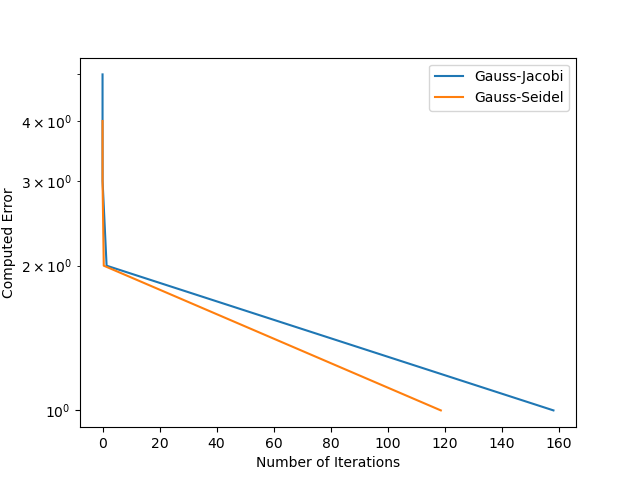 Gauss-Jacobi
Gauss-Seidel
4 × 10⁰
3 × 10⁰
2 × 10⁰
10⁰
Computed Error
0 20 40 60 80 100 120 140 160
Number of Iterations